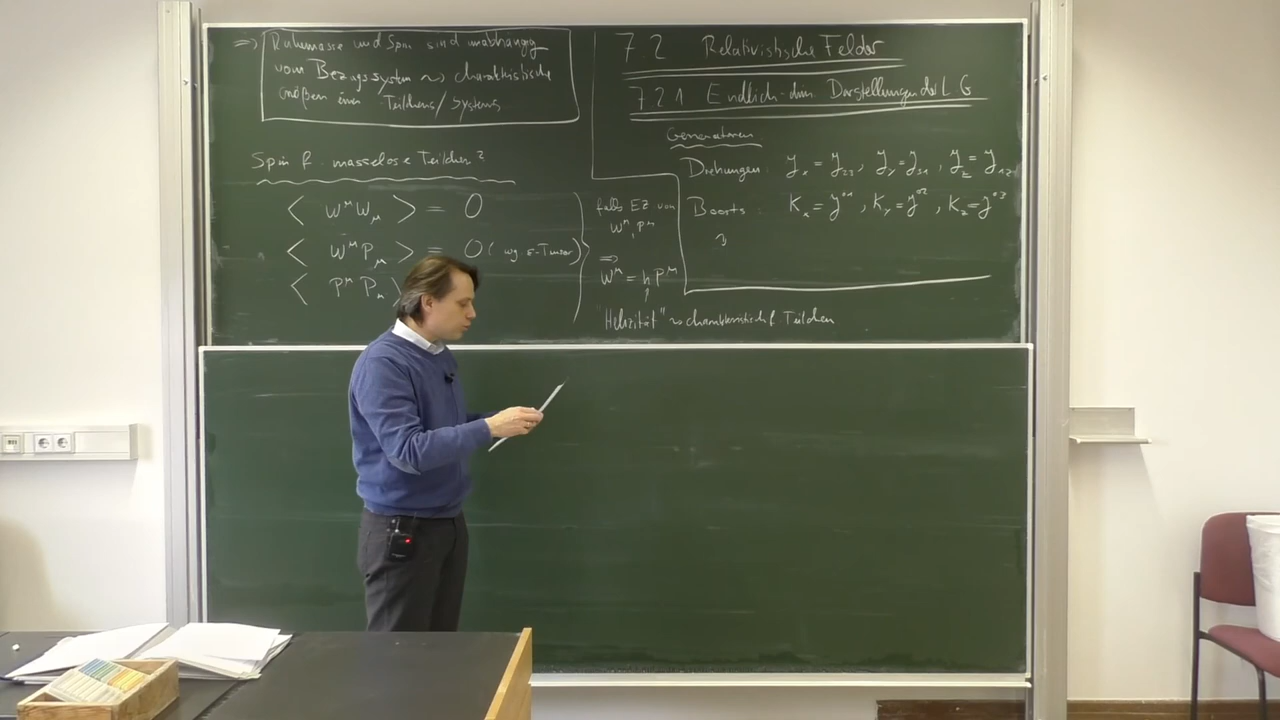 => Ruhemasse und Spin sind unabhängig
vom Bezugssystem ~> charakteristische
Größen eines Teilchens/Systems
Spin f. masselose Teilchen?
< W^μ W_μ > = 0
< W^μ P_μ > = 0 (wg. ε-Tensor)
< P^μ P_μ >
falls EZ von
W^μ, P^μ
=>
W^μ = h P^μ
↑
"Helizität" ~> charakteristisch f. Teilchen
7.2 Relativistische Felder
7.2.1 Endlich-dim. Darstellungen der L.G
Generatoren
Drehungen: J_x = J_23, J_y = J_31, J_z = J_12
Boosts: K_x = J^01, K_y = J^02, K_z = J^03